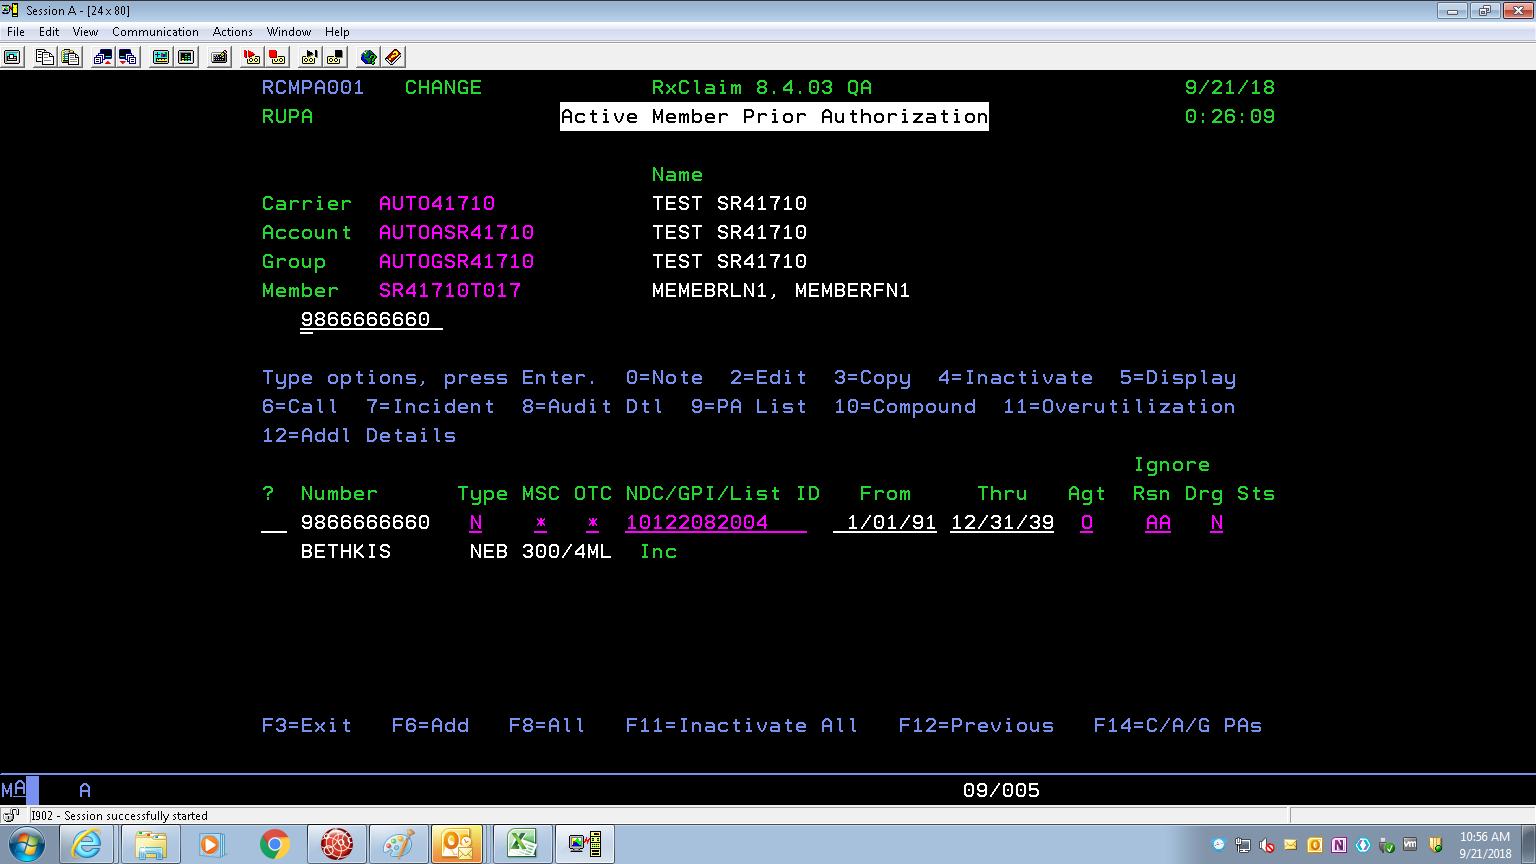 Session A - [24 x 80]
File Edit View Communication Actions Window Help
RCMPA001 CHANGE RxClaim 8.4.03 QA 9/21/18
RUPA Active Member Prior Authorization 0:26:09
Name
Carrier AUTO41710 TEST SR41710
Account AUTOASR41710 TEST SR41710
Group AUTOGSR41710 TEST SR41710
Member SR41710T017 MEMEBRLN1, MEMBERFN1
9866666660
Type options, press Enter. 0=Note 2=Edit 3=Copy 4=Inactivate 5=Display
6=Call 7=Incident 8=Audit Dtl 9=PA List 10=Compound 11=Overutilization
12=Addl Details
Ignore
? Number Type MSC OTC NDC/GPI/List ID From Thru Agt Rsn Drg Sts
9866666660 N * * 10122082004 1/01/91 12/31/39 O AA N
BETHKIS NEB 300/4ML Inc
F3=Exit F6=Add F8=All F11=Inactivate All F12=Previous F14=C/A/G PAs
MA A 09/005
I902 - Session successfully started
10:56 AM
9/21/2018